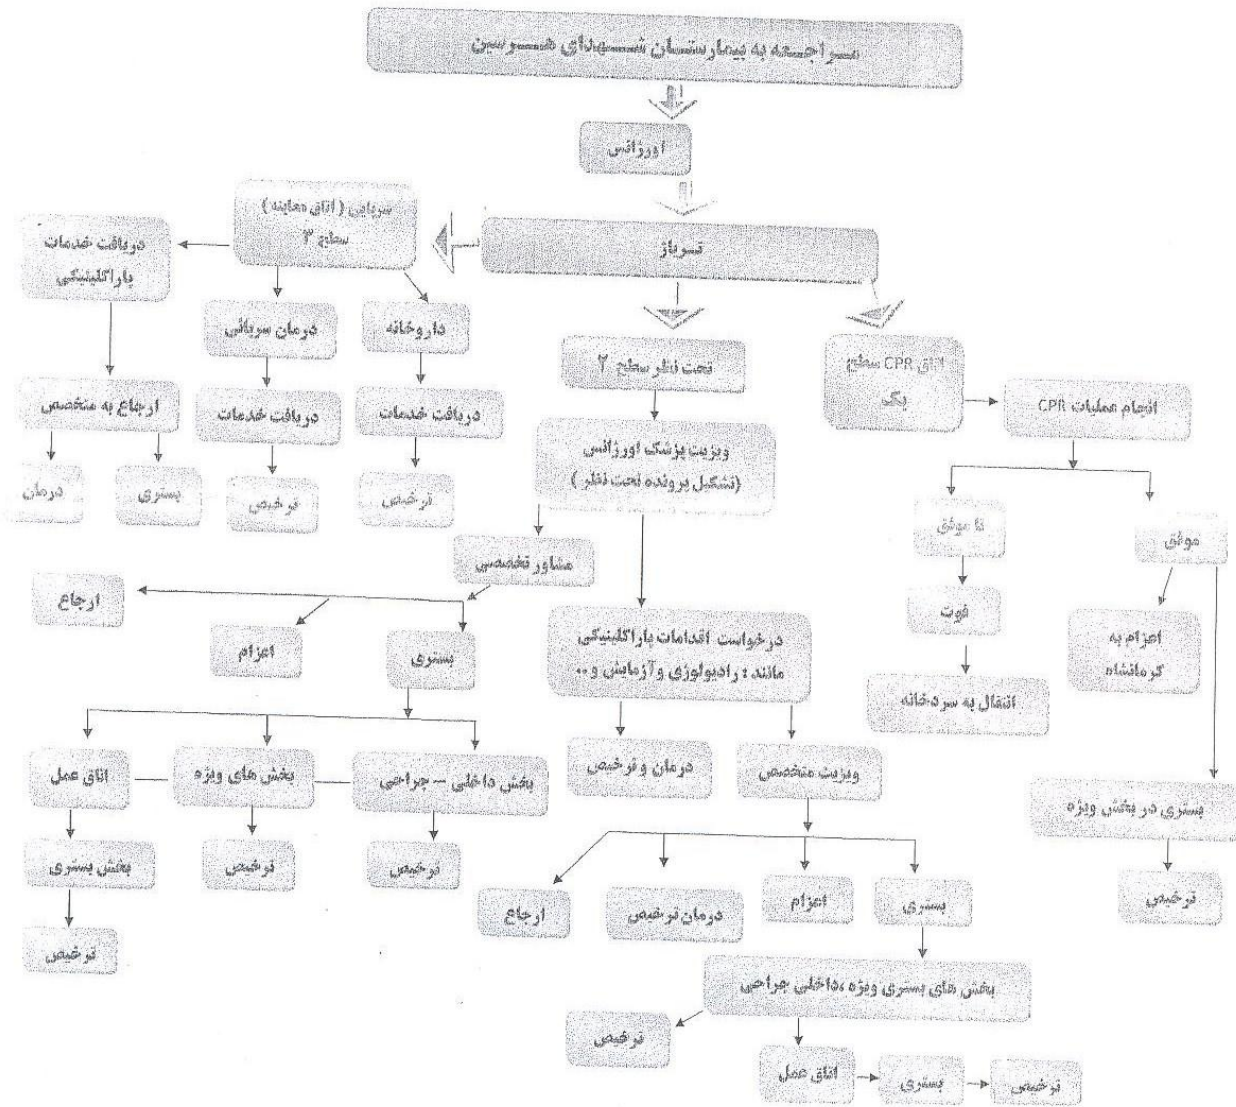 مراجعه به بیمارستان شهدای هرسین
اورژانس
تریاژ
سرپایی ( اتاق معاینه )
سطح ۳
دریافت خدمات
پاراکلینیکی
درمان سرپائی
داروخانه
ارجاع به متخصص
دریافت خدمات
دریافت خدمات
درمان
بستری
ترخیص
ترخیص
تحت نظر سطح ۲
ویزیت پزشک اورژانس
(تشکیل پرونده تحت نظر )
اتاق CPR سطح
یک
انجام عملیات CPR
نا موفق
موفق
فوت
انتقال به سردخانه
اعزام به
کرمانشاه
بستری در بخش ویژه
ترخیص
مشاور تخصصی
ارجاع
اعزام
بستری
اتاق عمل
بخش های ویژه
بخش داخلی – جراحی
بخش بستری
ترخیص
ترخیص
ترخیص
درخواست اقدامات پاراکلینیکی
مانند : رادیولوژی و آزمایش و ..
درمان و ترخیص
ویزیت متخصص
ارجاع
درمان ترخیص
اعزام
بستری
بخش های بستری ویژه ،داخلی جراحی
ترخیص
اتاق عمل
بستری
ترخیص